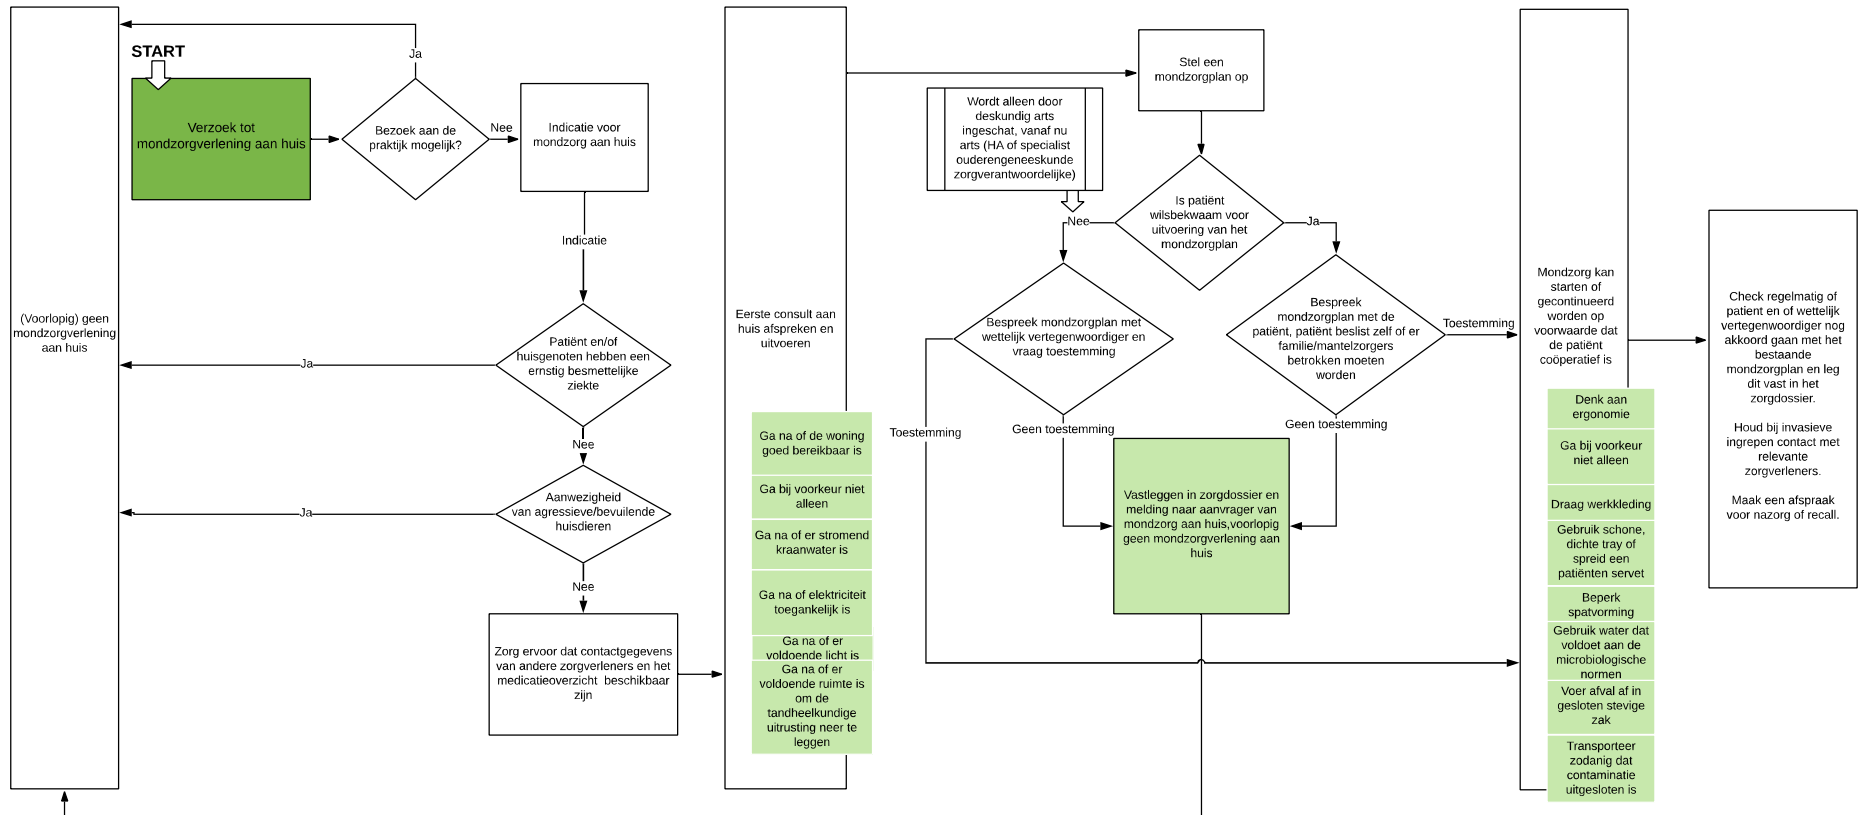 START
Verzoek tot
mondzorgverlening aan huis
Bezoek aan de
praktijk mogelijk?
Ja
Nee
Indicatie voor
mondzorg aan huis
Indicatie
(Voorlopig) geen
mondzorgverlening
aan huis
Patiënt en/of
huisgenoten hebben een
ernstig besmettelijke
ziekte
Ja
Nee
Aanwezigheid
van agressieve/bevuilende
huisdieren
Ja
Nee
Zorg ervoor dat contactgegevens
van andere zorgverleners en het
medicatieoverzicht beschikbaar
zijn
Eerste consult aan
huis afspreken en
uitvoeren
Ga na of de woning
goed bereikbaar is
Ga bij voorkeur niet
alleen
Ga na of er stromend
kraanwater is
Ga na of elektriciteit
toegankelijk is
Ga na of er
voldoende licht is
Ga na of er
voldoende ruimte is
om de
tandheelkundige
uitrusting neer te
leggen
Stel een
mondzorgplan op
Wordt alleen door
deskundig arts
ingeschat, vanaf nu
arts (HA of specialist
ouderengeneeskunde
zorgverantwoordelijke)
Is patiënt
wilsbekwaam voor
uitvoering van het
mondzorgplan
Nee
Ja
Bespreek mondzorgplan met
wettelijk vertegenwoordiger en
vraag toestemming
Bespreek
mondzorgplan met de
patiënt, patiënt beslist zelf of er
familie/mantelzorgers
betrokken moeten
worden
Toestemming
Toestemming
Geen toestemming
Geen toestemming
Vastleggen in zorgdossier en
melding naar aanvrager van
mondzorg aan huis,voorlopig
geen mondzorgverlening aan
huis
Mondzorg kan
starten of
gecontinueerd
worden op
voorwaarde dat
de patiënt
coöperatief is
Denk aan
ergonomie
Ga bij voorkeur
niet alleen
Draag werkkleding
Gebruik schone,
dichte tray of
spreid een
patiënten servet
Beperk
spatvorming
Gebruik water dat
voldoet aan de
microbiologische
normen
Voer afval af in
gesloten stevige
zak
Transporteer
zodanig dat
contaminatie
uitgesloten is
Check regelmatig of
patient en of wettelijk
vertegenwoordiger nog
akkoord gaan met het
bestaande
mondzorgplan en leg
dit vast in het
zorgdossier.
Houd bij invasieve
ingrepen contact met
relevante
zorgverleners.
Maak een afspraak
voor nazorg of recall.